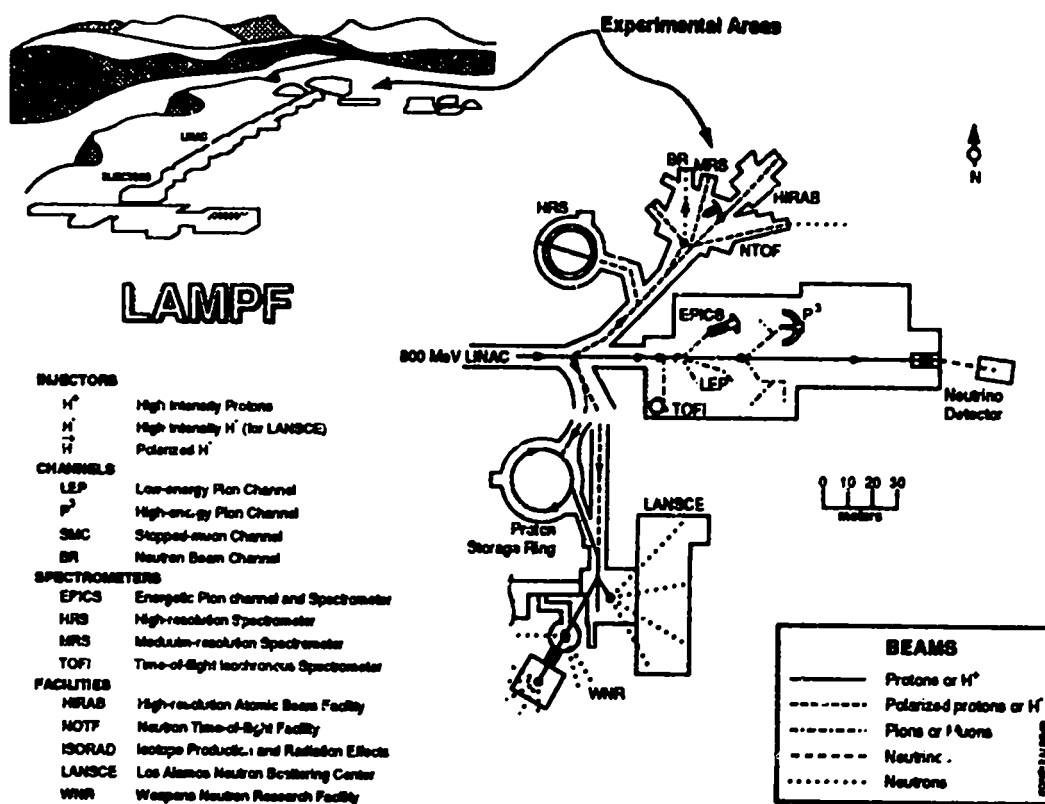 Experimental Areas
LINAC
INJECTORS
N
BR
MRS
HIRAB
HRS
NTOF
LAMPF
EPICS
P³
800 MeV LINAC
LEP
TOFI
Neutrino
Detector
INJECTORS
H⁺ High Intensity Protons
H⁻ High Intensity H⁻ (for LANSCE)
H⁻ Polarized H⁻
CHANNELS
LEP Low-energy Pion Channel
P³ High-energy Pion Channel
SMC Stopped-muon Channel
BR Neutron Beam Channel
SPECTROMETERS
EPICS Energetic Pion channel and Spectrometer
HRS High-resolution Spectrometer
MRS Medium-resolution Spectrometer
TOFI Time-of-flight Isochronous Spectrometer
FACILITIES
HIRAB High-resolution Atomic Beam Facility
NOTF Neutron Time-of-flight Facility
ISORAD Isotope Production and Radiation Effects
LANSCE Los Alamos Neutron Scattering Center
WNR Weapons Neutron Research Facility
0 10 20 30
meters
LANSCE
Proton
Storage Ring
WNR
BEAMS
Protons or H⁺
Polarized protons or H⁻
Pions or Muons
Neutrino
Neutrons